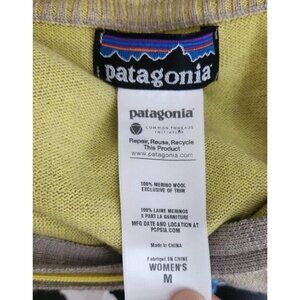 patagonia
patagonia
COMMON THREADS
INITIATIVE
Repair, Reuse, Recycle
This Product
www.patagonia.com
100% MERINO WOOL
EXCLUSIVE OF TRIM
100% LAINE MERINOS
A PART LA GARNITURE
MFG DATE AND LOCATION AT
PCPSIA.COM
Made in CHINA
Fabriqué en CHINE
WOMEN'S
M